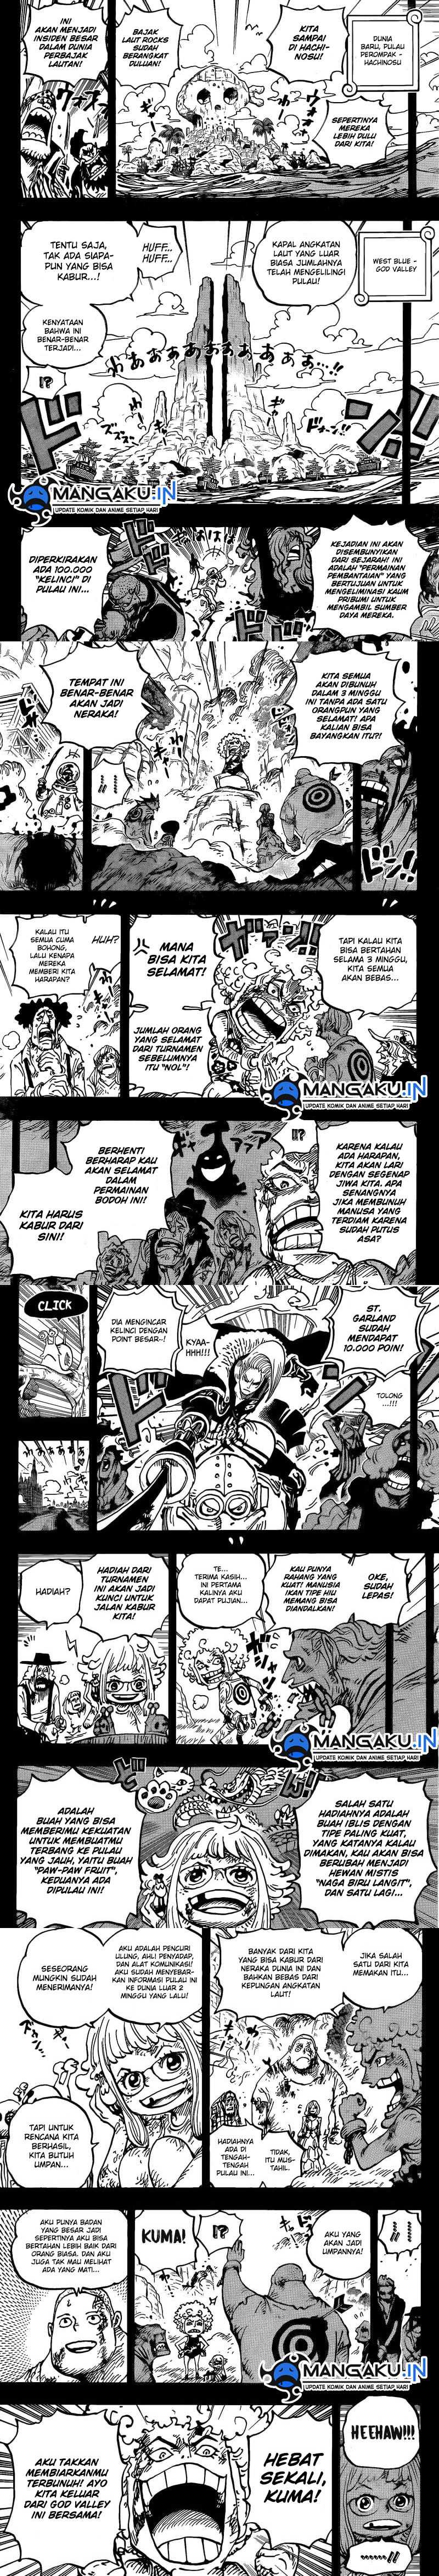 DUNIA
BARU, PULAU
PEROMPAK -
HACHINOSU
KITA
SAMPAI
DI HACHI-
NOSU!
SEPERTINYA
MEREKA
LEBIH DULU
DARI KITA!
BAJAK
LAUT ROCKS
SUDAH
BERANGKAT
DULUAN!
INI
AKAN MENJADI
INSIDEN BESAR
DALAM DUNIA
PERBAJAK
LAUTAN!
WEST BLUE -
GOD VALLEY
KAPAL ANGKATAN
LAUT YANG LUAR
BIASA JUMLAHNYA
TELAH MENGELILINGI
PULAU!
HUFF...
HUFF...
TENTU SAJA,
TAK ADA SIAPA-
PUN YANG BISA
KABUR...!
KENYATAAN
BAHWA INI
BENAR-BENAR
TERJADI...
!?
MANGAKU.IN
UPDATE KOMIK DAN ANIME SETIAP HARI
KEJADIAN INI AKAN
DISEMBUNYIKAN
DARI SEJARAH! INI
ADALAH "PERMAINAN
PEMBANTAIAN" YANG
BERTUJUAN UNTUK
MENGELIMINASI KAUM
PRIBUMI UNTUK
MENGAMBIL SUMBER
DAYA MEREKA.
DIPERKIRAKAN
ADA 100.000
"KELINCI" DI
PULAU INI...
KITA SEMUA
AKAN DIBUNUH
DALAM 3 MINGGU
INI TANPA ADA SATU
ORANGPUN YANG
SELAMAT! APA
KALIAN BISA
BAYANGKAN ITU?!
TEMPAT INI
BENAR-BENAR
AKAN JADI
NERAKA!
TAPI KALAU KITA
BISA BERTAHAN
SELAMA 3 MINGGU,
KITA SEMUA
AKAN BEBAS...
MANA
BISA KITA
SELAMAT!
JUMLAH ORANG
YANG SELAMAT
DARI TURNAMEN
SEBELUMNYA
ITU "NOL"!
HUH?
KALAU ITU
SEMUA CUMA
BOHONG,
LALU KENAPA
MEREKA
MEMBERI KITA
HARAPAN?
MANGAKU.IN
UPDATE KOMIK DAN ANIME SETIAP HARI
KARENA KALAU
ADA HARAPAN,
KITA AKAN LARI
DENGAN SEGENAP
JIWA KITA. APA
SENANGNYA
JIKA MEMBUNUH
MANUSA YANG
TERDIAM KARENA
SUDAH PUTUS
ASA?
!!?
BERHENTI
BERHARAP KAU
AKAN SELAMAT
DALAM
PERMAINAN
BODOH INI!!
KITA HARUS
KABUR DARI
SINI!
ST.
GARLAND
SUDAH
MENDAPAT
10.000 POIN!
TOLONG
...!!!
KYAA-
HHH!!!
DIA MENGINCAR
KELINCI DENGAN
POINT BESAR~!
CLICK
OKE,
SUDAH
LEPAS!
KAU PUNYA
RAHANG YANG
KUAT! MANUSIA
IKAN TIPE HIU
MEMANG BISA
DIANDALKAN!
TE...
TERIMA KASIH...
INI PERTAMA
KALINYA AKU
DAPAT PUJIAN...
HADIAH DARI
TURNAMEN
INI AKAN JADI
KUNCI UNTUK
JALAN KABUR
KITA!
HADIAH?
MANGAKU.IN
UPDATE KOMIK DAN ANIME SETIAP HARI
SALAH SATU
HADIAHNYA ADALAH
BUAH IBLIS DENGAN
TIPE PALING KUAT,
YANG KATANYA KALAU
DIMAKAN, KAU AKAN
BERUBAH MENJADI
HEWAN MISTIS
"NAGA BIRU LANGIT",
DAN SATU LAGI...
ADALAH
BUAH YANG BISA
MEMBERIMU KEKUATAN
UNTUK MEMBUATMU
TERBANG KE PULAU
YANG JAUH, YAITU BUAH
"PAW-PAW FRUIT",
KEDUANYA ADA
DIPULAU INI!
JIKA SALAH
SATU DARI KITA
MEMAKAN ITU...
BANYAK DARI KITA
YANG BISA KABUR DARI
NERAKA DUNIA INI DAN
BAHKAN BEBAS DARI
KEPUNGAN ANGKATAN
LAUT!
TIDAK,
ITU MUS-
TAHIL.
HADIAHNYA
ADA DI
TENGAH-
TENGAH
PULAU INI...
AKU ADALAH PENCURI
ULUNG, AHLI PENYADAP,
DAN ALAT KOMUNIKASI!
AKU SUDAH MENYEBAR-
KAN INFORMASI PULAU INI
KE DUNIA LUAR 2
MINGGU YANG LALU!
SESEORANG
MUNGKIN SUDAH
MENERIMANYA!
TAPI UNTUK
RENCANA KITA
BERHASIL,
KITA BUTUH
UMPAN...
AKU YANG
AKAN JADI
UMPANNYA!
!?
KUMA!
AKU PUNYA BADAN
YANG BESAR JADI
SEPERTINYA AKU BISA
BERTAHAN LEBIH BAIK DARI
ORANG BIASA. DAN AKU
JUGA TAK MAU MELIHAT
ADA YANG MATI...
MANGAKU.IN
UPDATE KOMIK DAN ANIME SETIAP HARI
HEEHAW!!!
HEBAT
SEKALI,
KUMA!
AKU TAKKAN
MEMBIARKANMU
TERBUNUH! AYO
KITA KELUAR
DARI GOD VALLEY
INI BERSAMA!